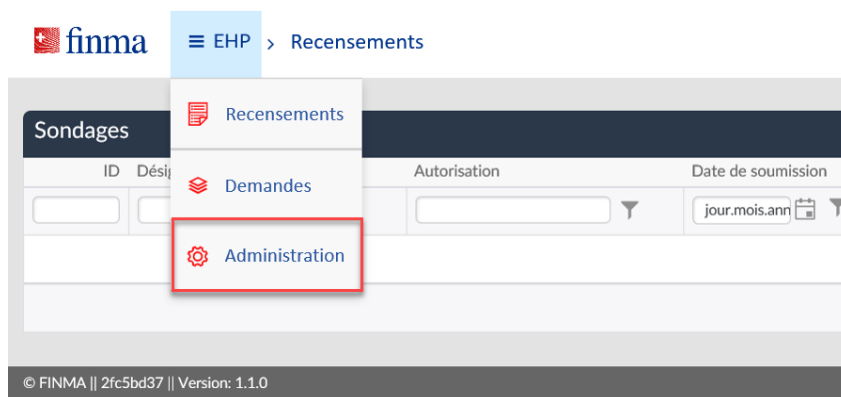 finma
EHP > Recensements
Recensements
Sondages
ID Autorisation Date de soumission
Demandes
jour.mois.ann
Administration
© FINMA || 2fc5bd37 || Version: 1.1.0